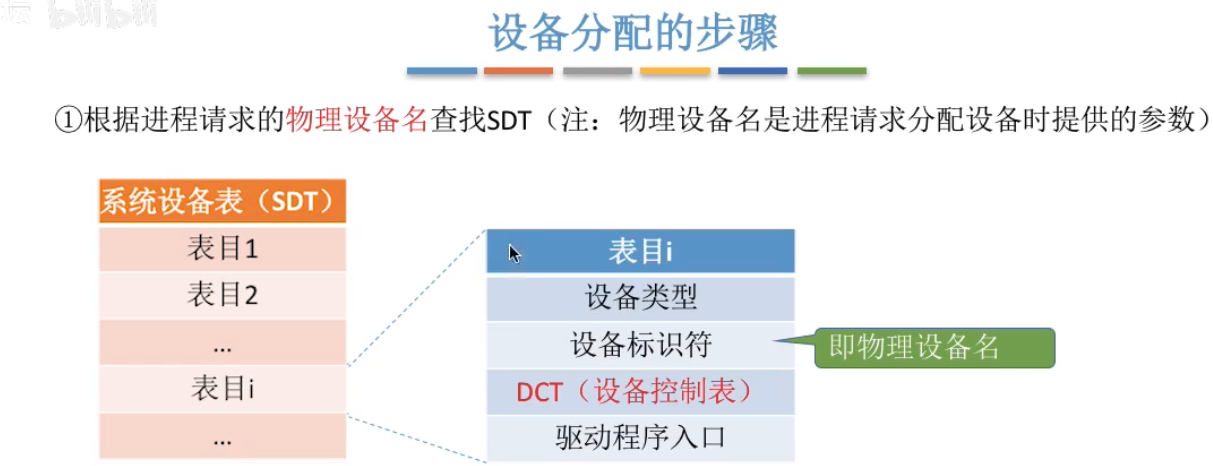 坛 bilibili
设备分配的步骤
①根据进程请求的物理设备名查找SDT（注：物理设备名是进程请求分配设备时提供的参数）
系统设备表（SDT）
表目1
表目2
...
表目i
...
表目i
设备类型
设备标识符
即物理设备名
DCT（设备控制表）
驱动程序入口